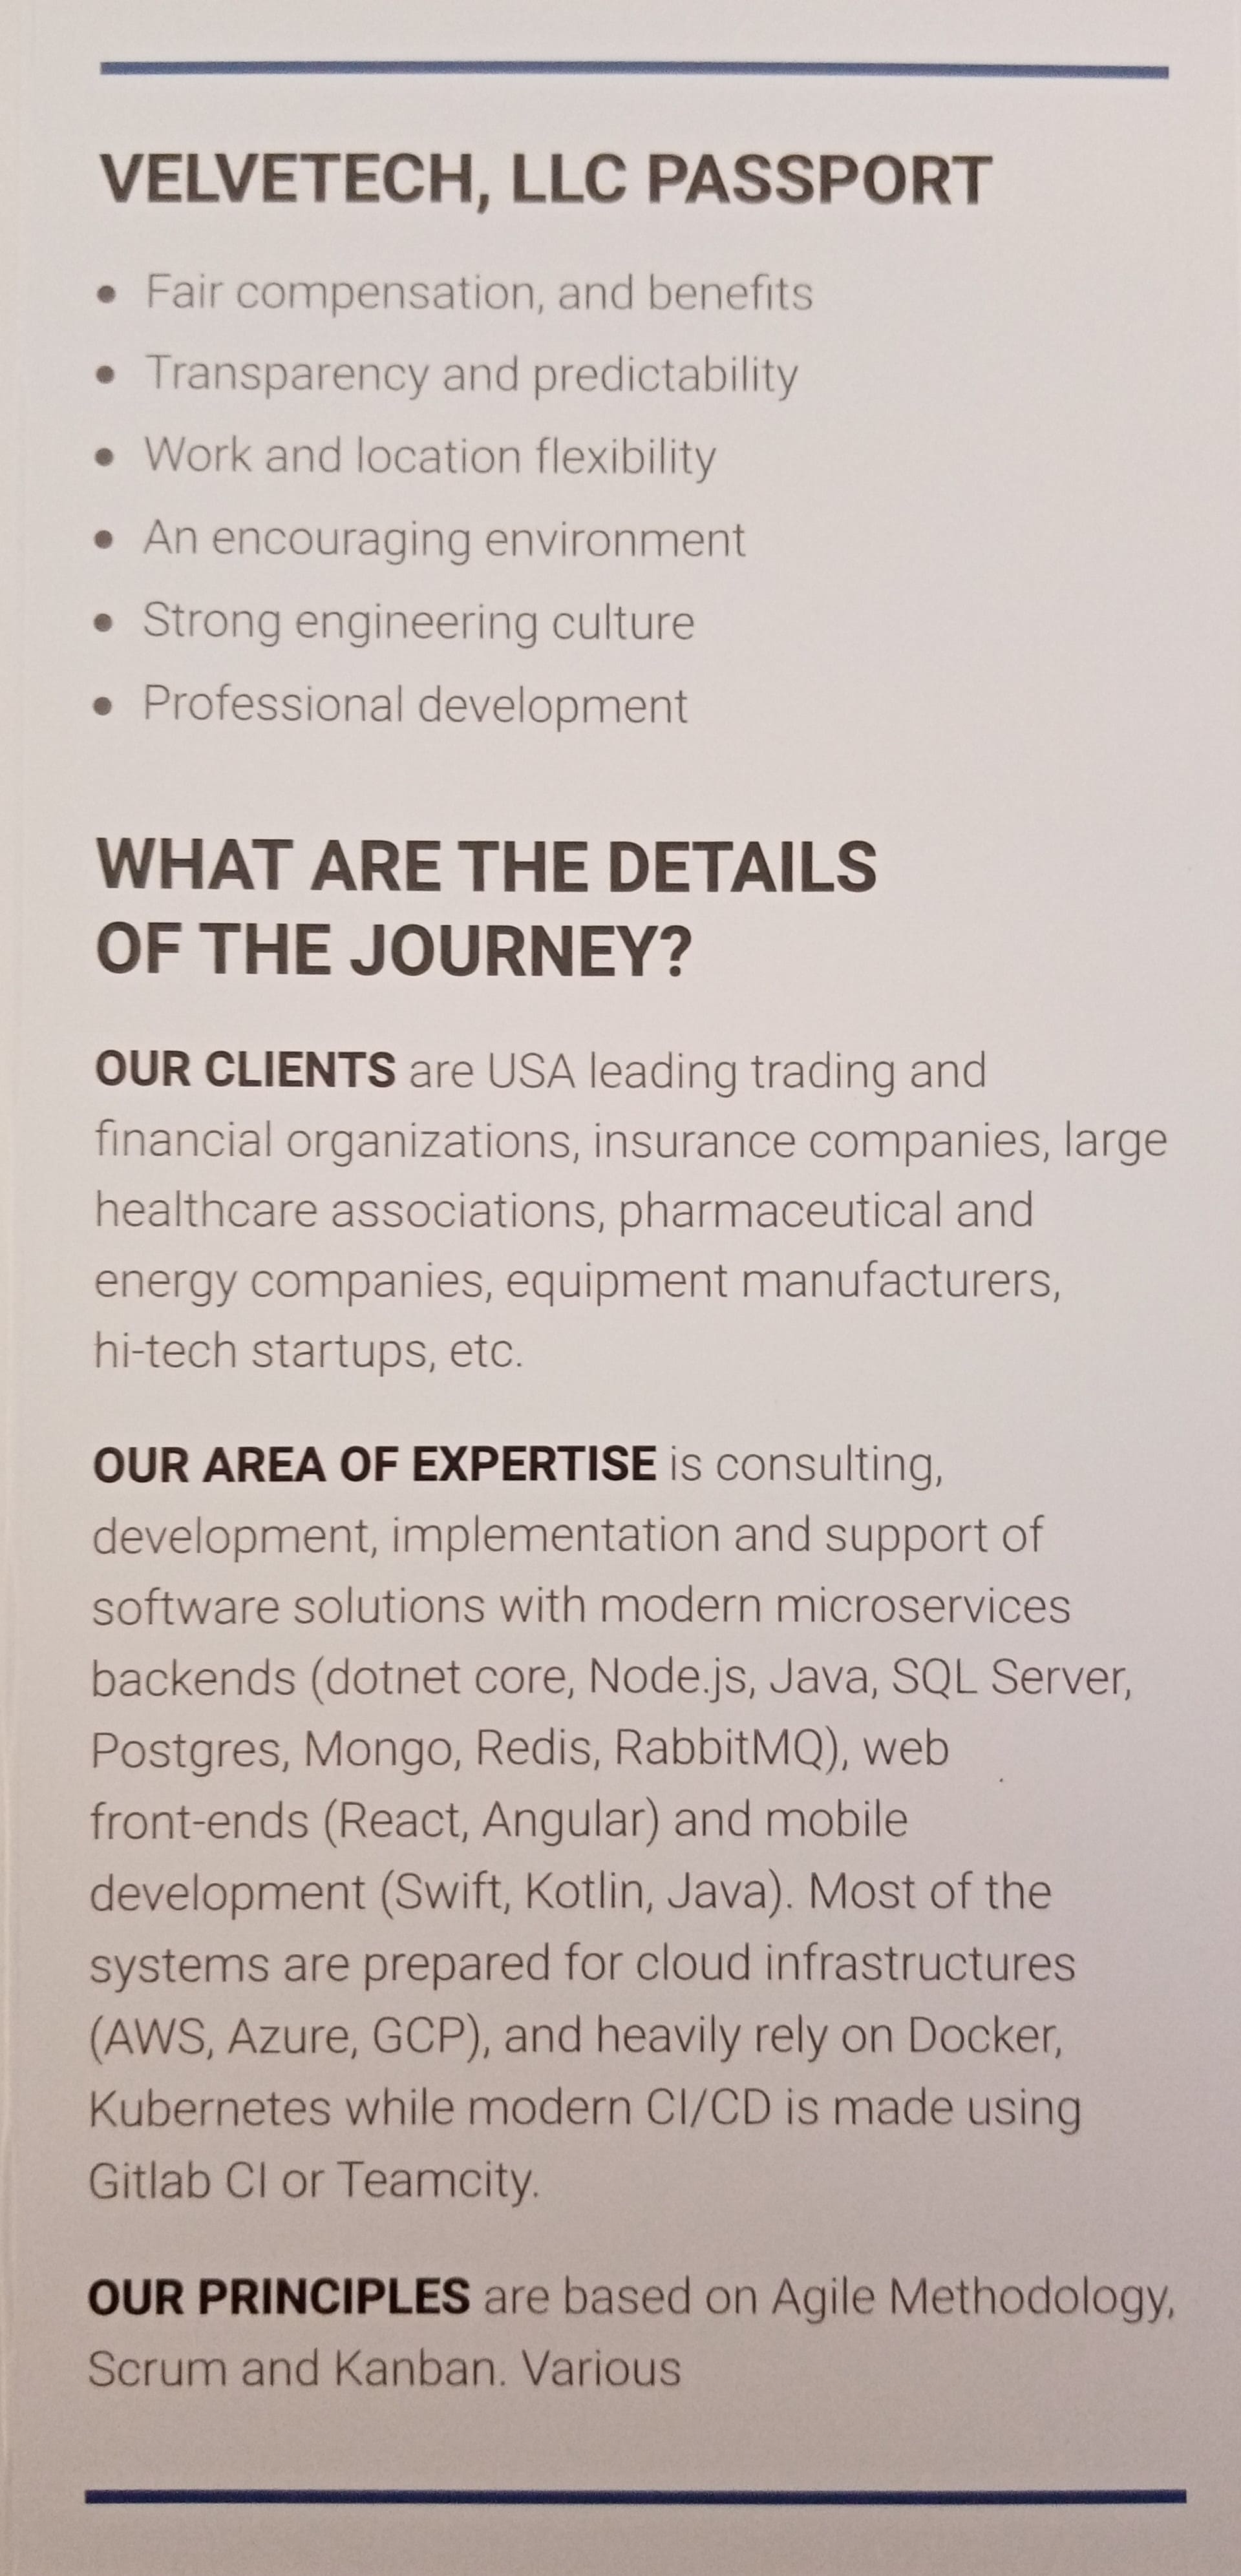 VELVETECH, LLC PASSPORT
• Fair compensation, and benefits
• Transparency and predictability
• Work and location flexibility
• An encouraging environment
• Strong engineering culture
• Professional development
WHAT ARE THE DETAILS
OF THE JOURNEY?
OUR CLIENTS are USA leading trading and
financial organizations, insurance companies, large
healthcare associations, pharmaceutical and
energy companies, equipment manufacturers,
hi-tech startups, etc.
OUR AREA OF EXPERTISE is consulting,
development, implementation and support of
software solutions with modern microservices
backends (dotnet core, Node.js, Java, SQL Server,
Postgres, Mongo, Redis, RabbitMQ), web
front-ends (React, Angular) and mobile
development (Swift, Kotlin, Java). Most of the
systems are prepared for cloud infrastructures
(AWS, Azure, GCP), and heavily rely on Docker,
Kubernetes while modern CI/CD is made using
Gitlab CI or Teamcity.
OUR PRINCIPLES are based on Agile Methodology,
Scrum and Kanban. Various